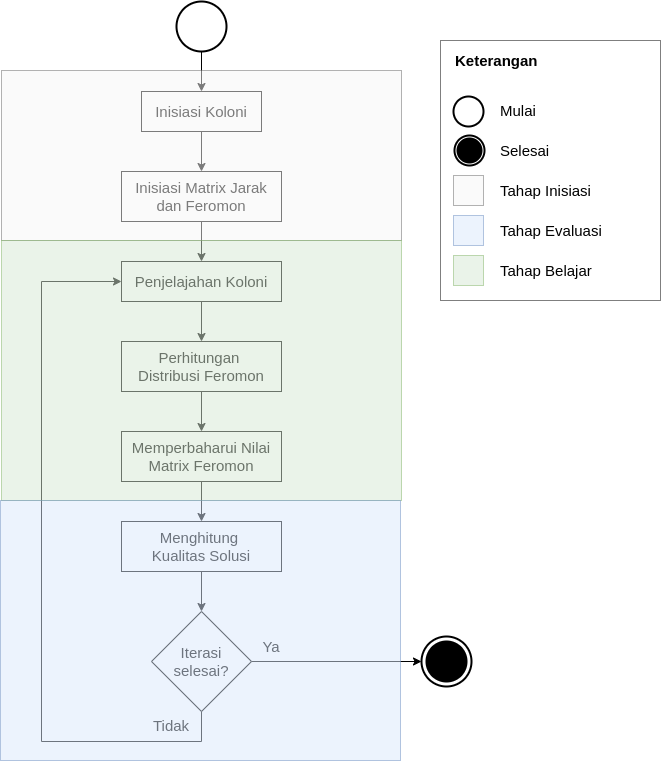 Inisiasi Koloni
Inisiasi Matrix Jarak
dan Feromon
Penjelajahan Koloni
Perhitungan
Distribusi Feromon
Memperbaharui Nilai
Matrix Feromon
Menghitung
Kualitas Solusi
Iterasi
selesai?
Ya
Tidak
Keterangan
Mulai
Selesai
Tahap Inisiasi
Tahap Evaluasi
Tahap Belajar